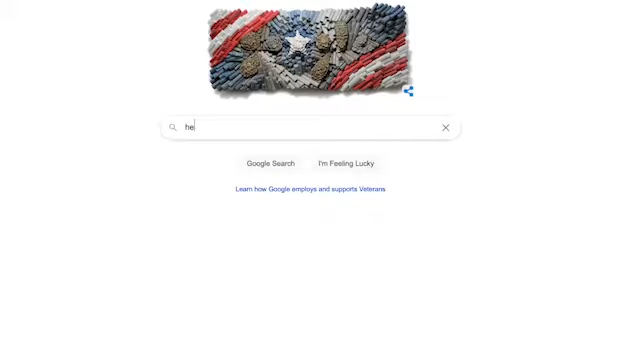 he
Google Search
I'm Feeling Lucky
Learn how Google employs and supports Veterans